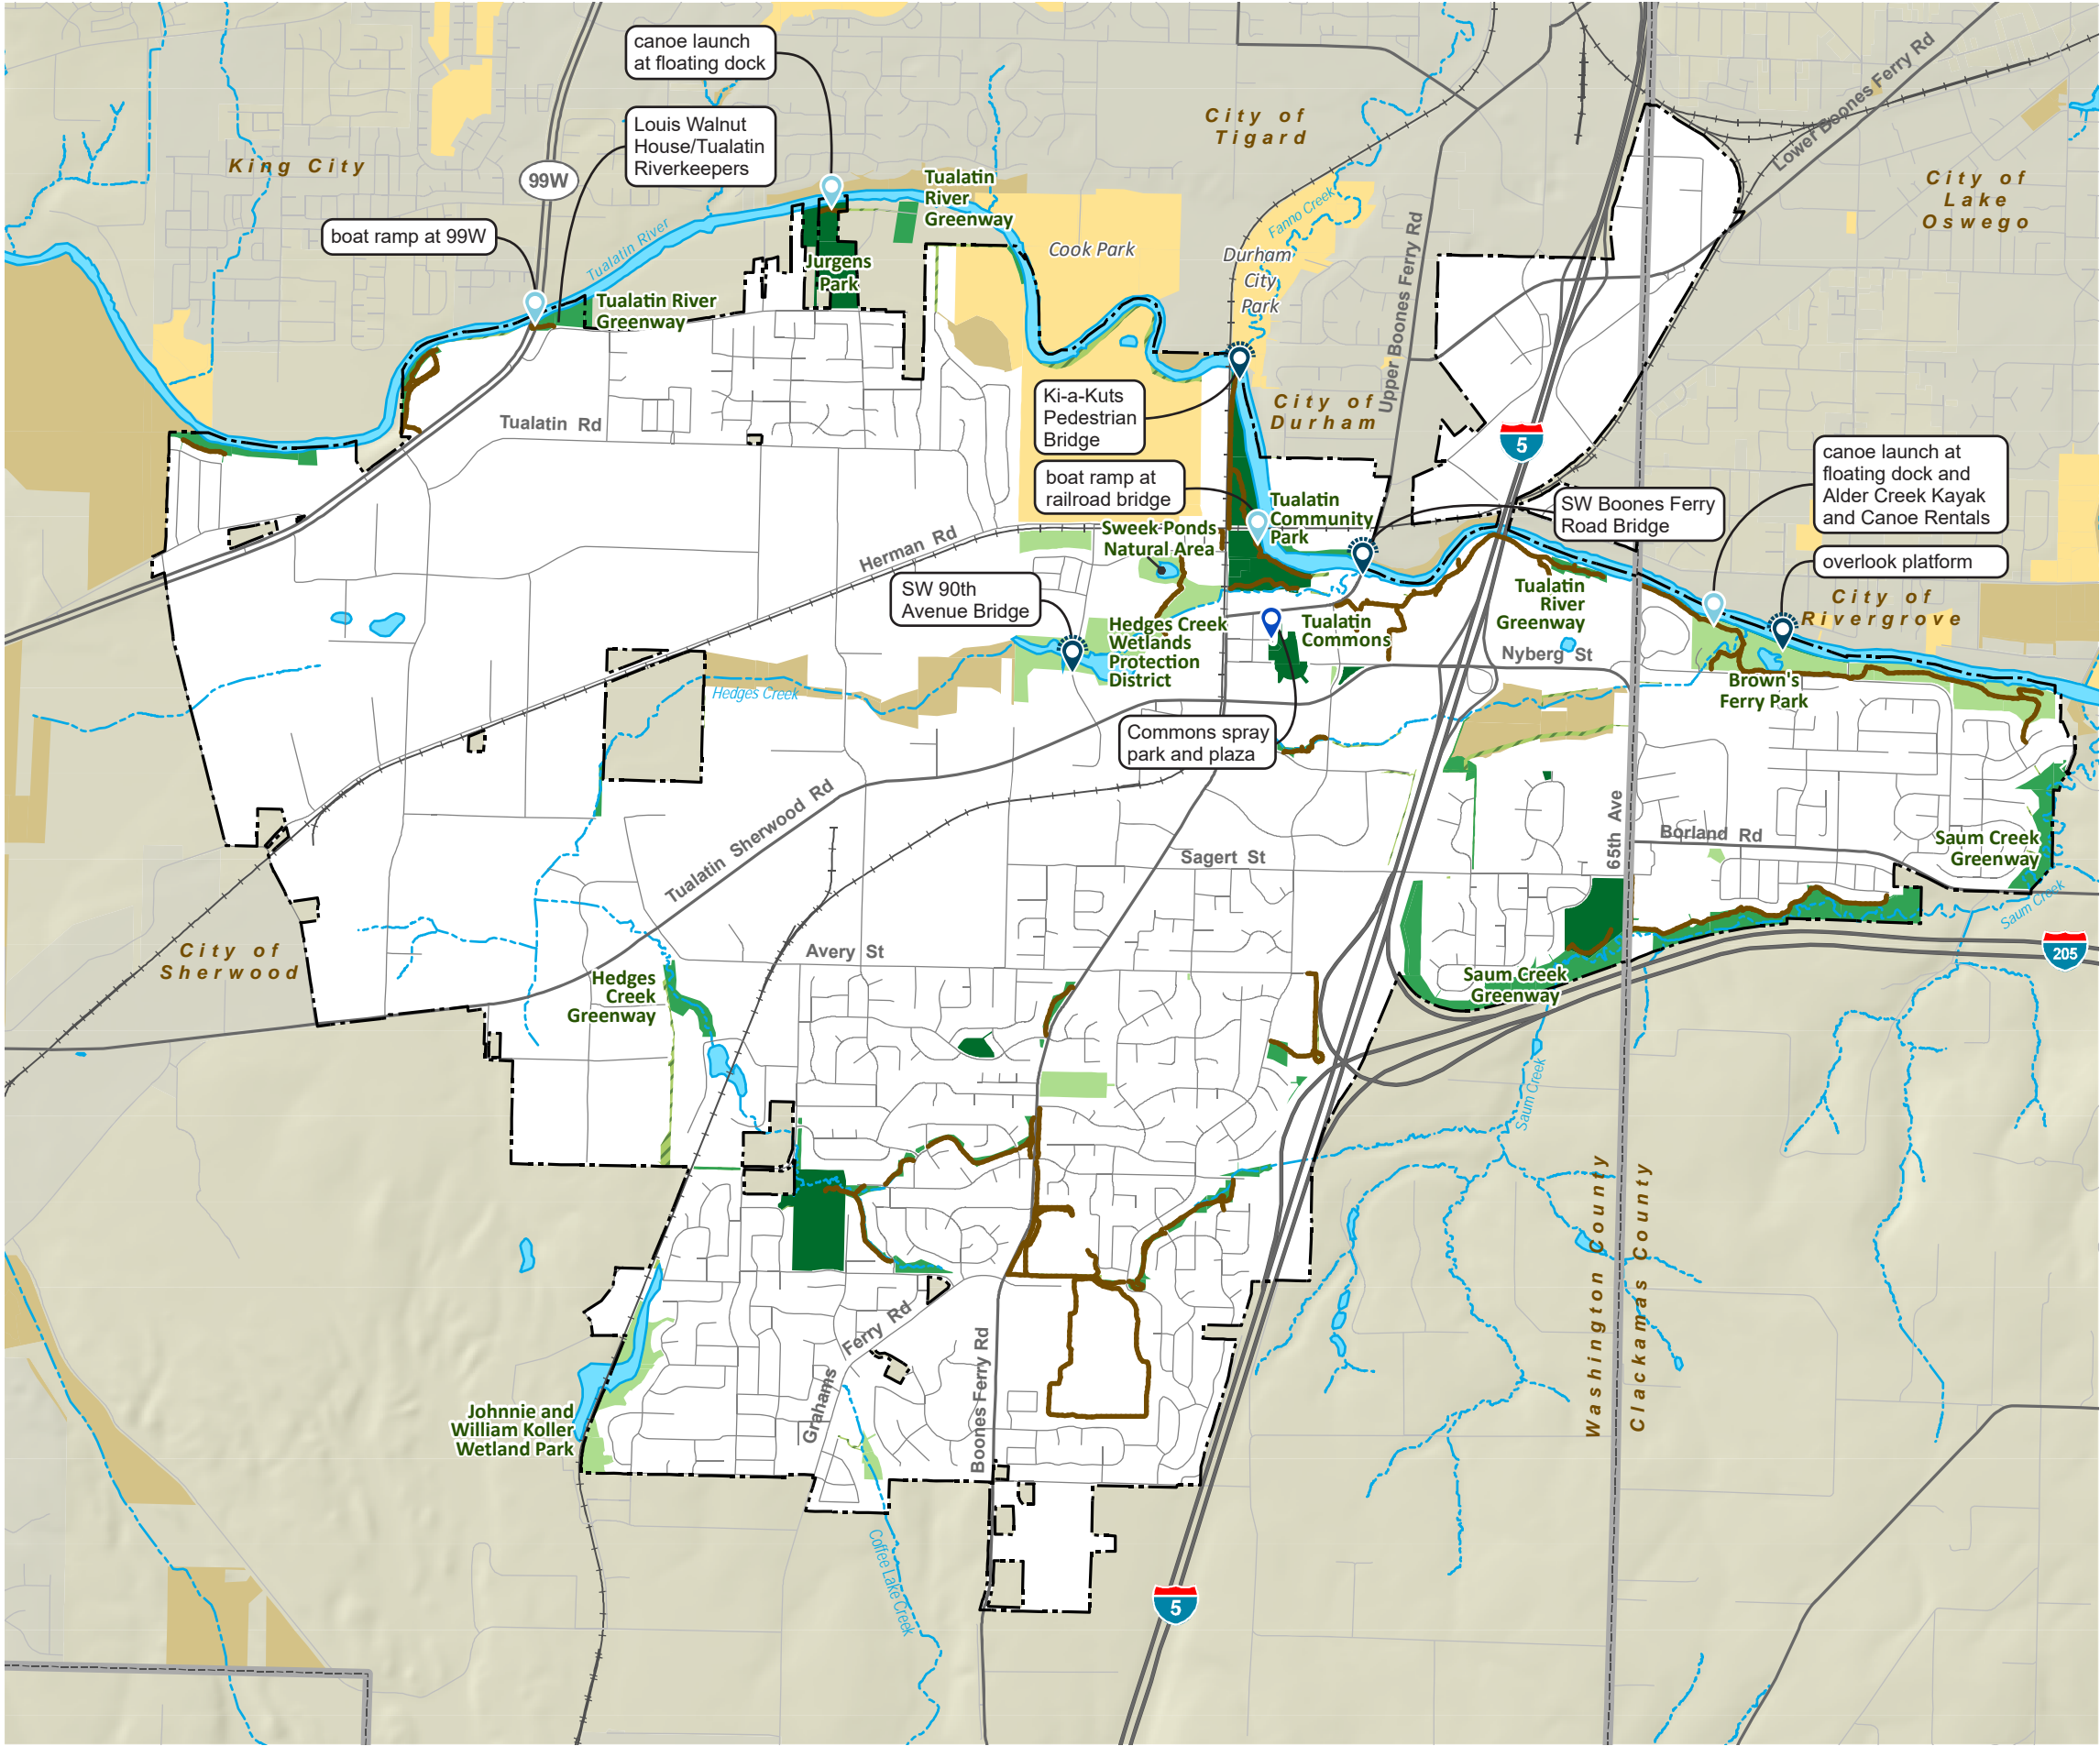 canoe launch
at floating dock
Louis Walnut
House/Tualatin
Riverkeepers
99W
boat ramp at 99W
King City
Tualatin River
Tualatin River
Greenway
Jurgens
Park
Tualatin
River
Greenway
Cook Park
City of
Tigard
Fanno Creek
Durham
City
Park
Upper Boones Ferry Rd
Lower Boones Ferry Rd
City of
Lake
Oswego
Ki-a-Kuts
Pedestrian
Bridge
City of
Durham
5
boat ramp at
railroad bridge
Tualatin
Community
Park
SW Boones Ferry
Road Bridge
canoe launch at
floating dock and
Alder Creek Kayak
and Canoe Rentals
overlook platform
City of
Rivergrove
Tualatin Rd
Herman Rd
Sweek Ponds
Natural Area
SW 90th
Avenue Bridge
Hedges Creek
Wetlands
Protection
District
Tualatin
Commons
Tualatin
River
Greenway
Nyberg St
Brown's
Ferry Park
Hedges Creek
Commons spray
park and plaza
Tualatin Sherwood Rd
Sagert St
65th Ave
Borland Rd
Saum Creek
Greenway
Saum Creek
205
City of
Sherwood
Avery St
Hedges
Creek
Greenway
Saum Creek
Greenway
Saum Creek
Washington County
Clackamas County
Grahams Ferry Rd
Boones Ferry Rd
Johnnie and
William Koller
Wetland Park
Coffee Lake Creek
5